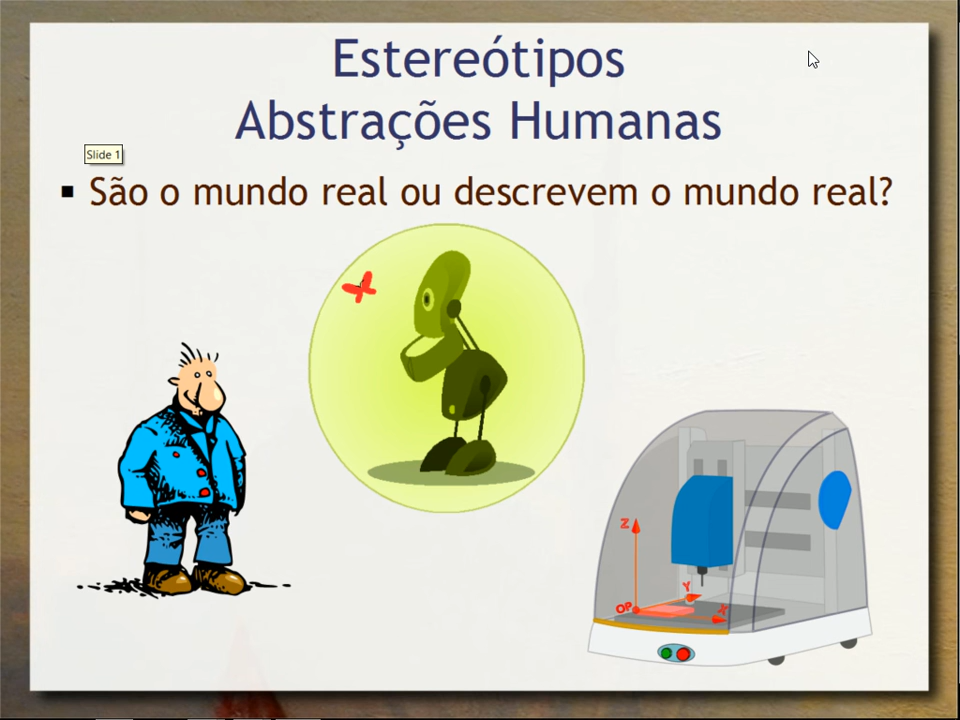 Estereótipos
Abstrações Humanas
Slide 1
São o mundo real ou descrevem o mundo real?
Z
Y
OP
X